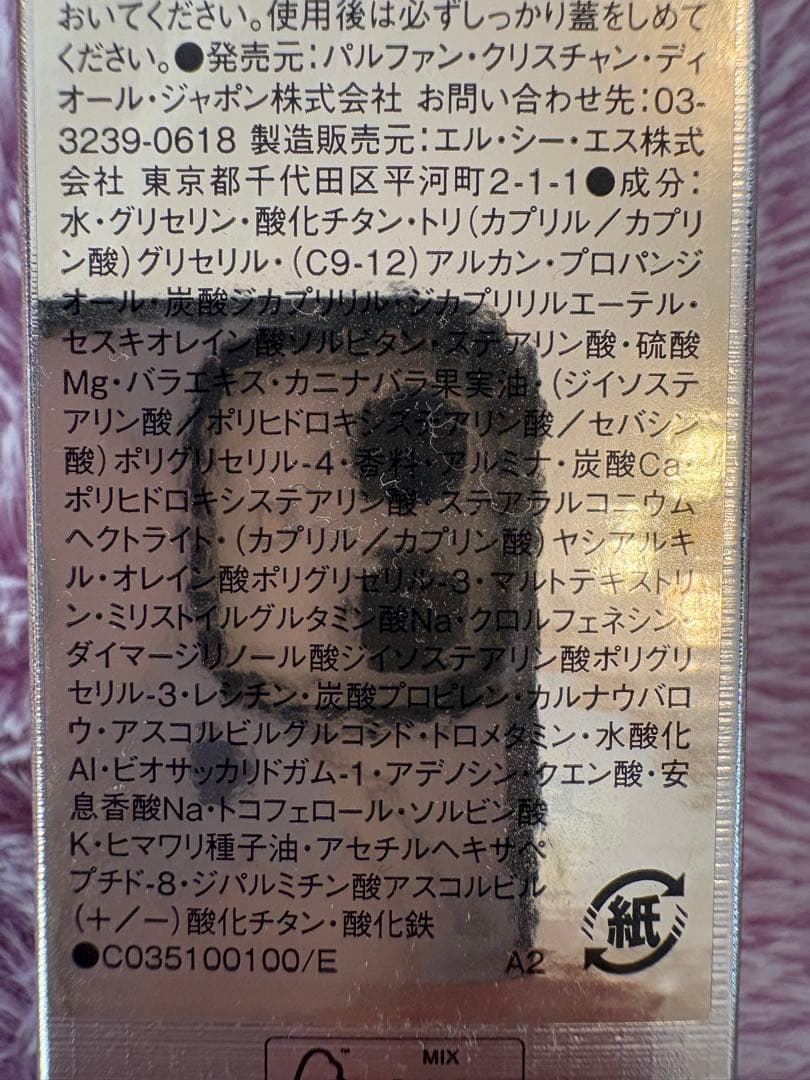 おいてください。使用後は必ずしっかり蓋をしめて
ください。●発売元：パルファン・クリスチャン・ディ
オール・ジャポン株式会社 お問い合わせ先：03-
3239-0618 製造販売元：エル・シー・エス株式
会社 東京都千代田区平河町2-1-1●成分：
水・グリセリン・酸化チタン・トリ（カプリル／カプリ
ン酸）グリセリル・（C9-12）アルカン・プロパンジ
オール・炭酸ジカプリリル・ジカプリリルエーテル・
セスキオレイン酸ソルビタン・ステアリン酸・硫酸
Mg・バラエキス・カニナバラ果実油・（ジイソステ
アリン酸／ポリヒドロキシステアリン酸／セバシン
酸）ポリグリセリル-4・香料・アルミナ・炭酸Ca・
ポリヒドロキシステアリン酸・ステアラルコニウム
ヘクトライト・（カプリル／カプリン酸）ヤシアルキ
ル・オレイン酸ポリグリセリル-3・マルトデキストリ
ン・ミリストイルグルタミン酸Na・クロルフェネシン・
ダイマージリノール酸ジイソステアリン酸ポリグリ
セリル-3・レシチン・炭酸プロピレン・カルナウバロ
ウ・アスコルビルグルコシド・トロメタミン・水酸化
Al・ビオサッカリドガム-1・アデノシン・クエン酸・安
息香酸Na・トコフェロール・ソルビン酸
K・ヒマワリ種子油・アセチルヘキサペ
プチド-8・ジパルミチン酸アスコルビル
（＋／－）酸化チタン・酸化鉄
●C035100100/E A2
紙
MIX